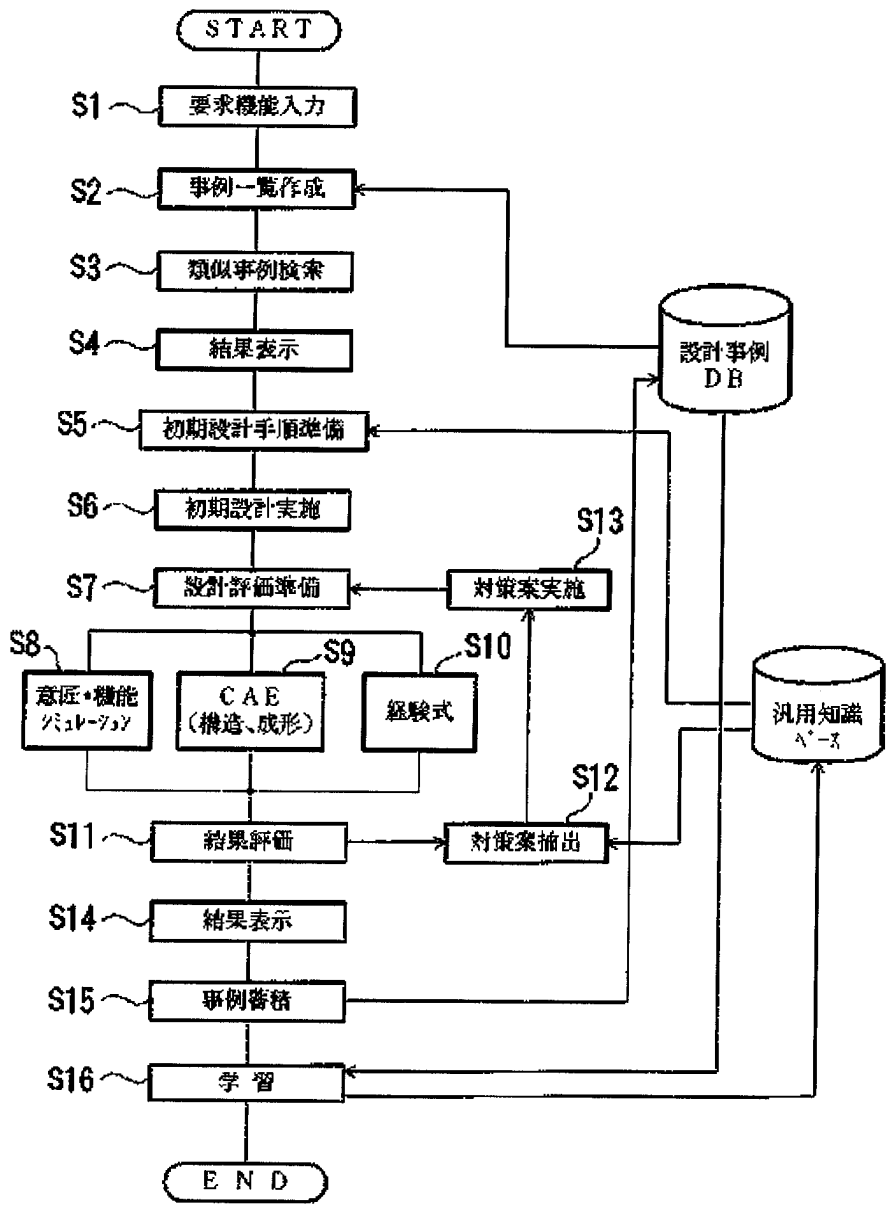 START
S1 要求機能入力
S2 事例一覧作成
S3 類似事例検索
S4 結果表示
設計事例
DB
S5 初期設計手順準備
S6 初期設計実施
S13
S7 設計評価準備
対策案実施
S8
S9
S10
意匠・機能
シミュレーション
CAE
(構造、成形)
経験式
汎用知識
ベース
S12
S11 結果評価
対策案抽出
S14 結果表示
S15 事例蓄積
S16 学習
END